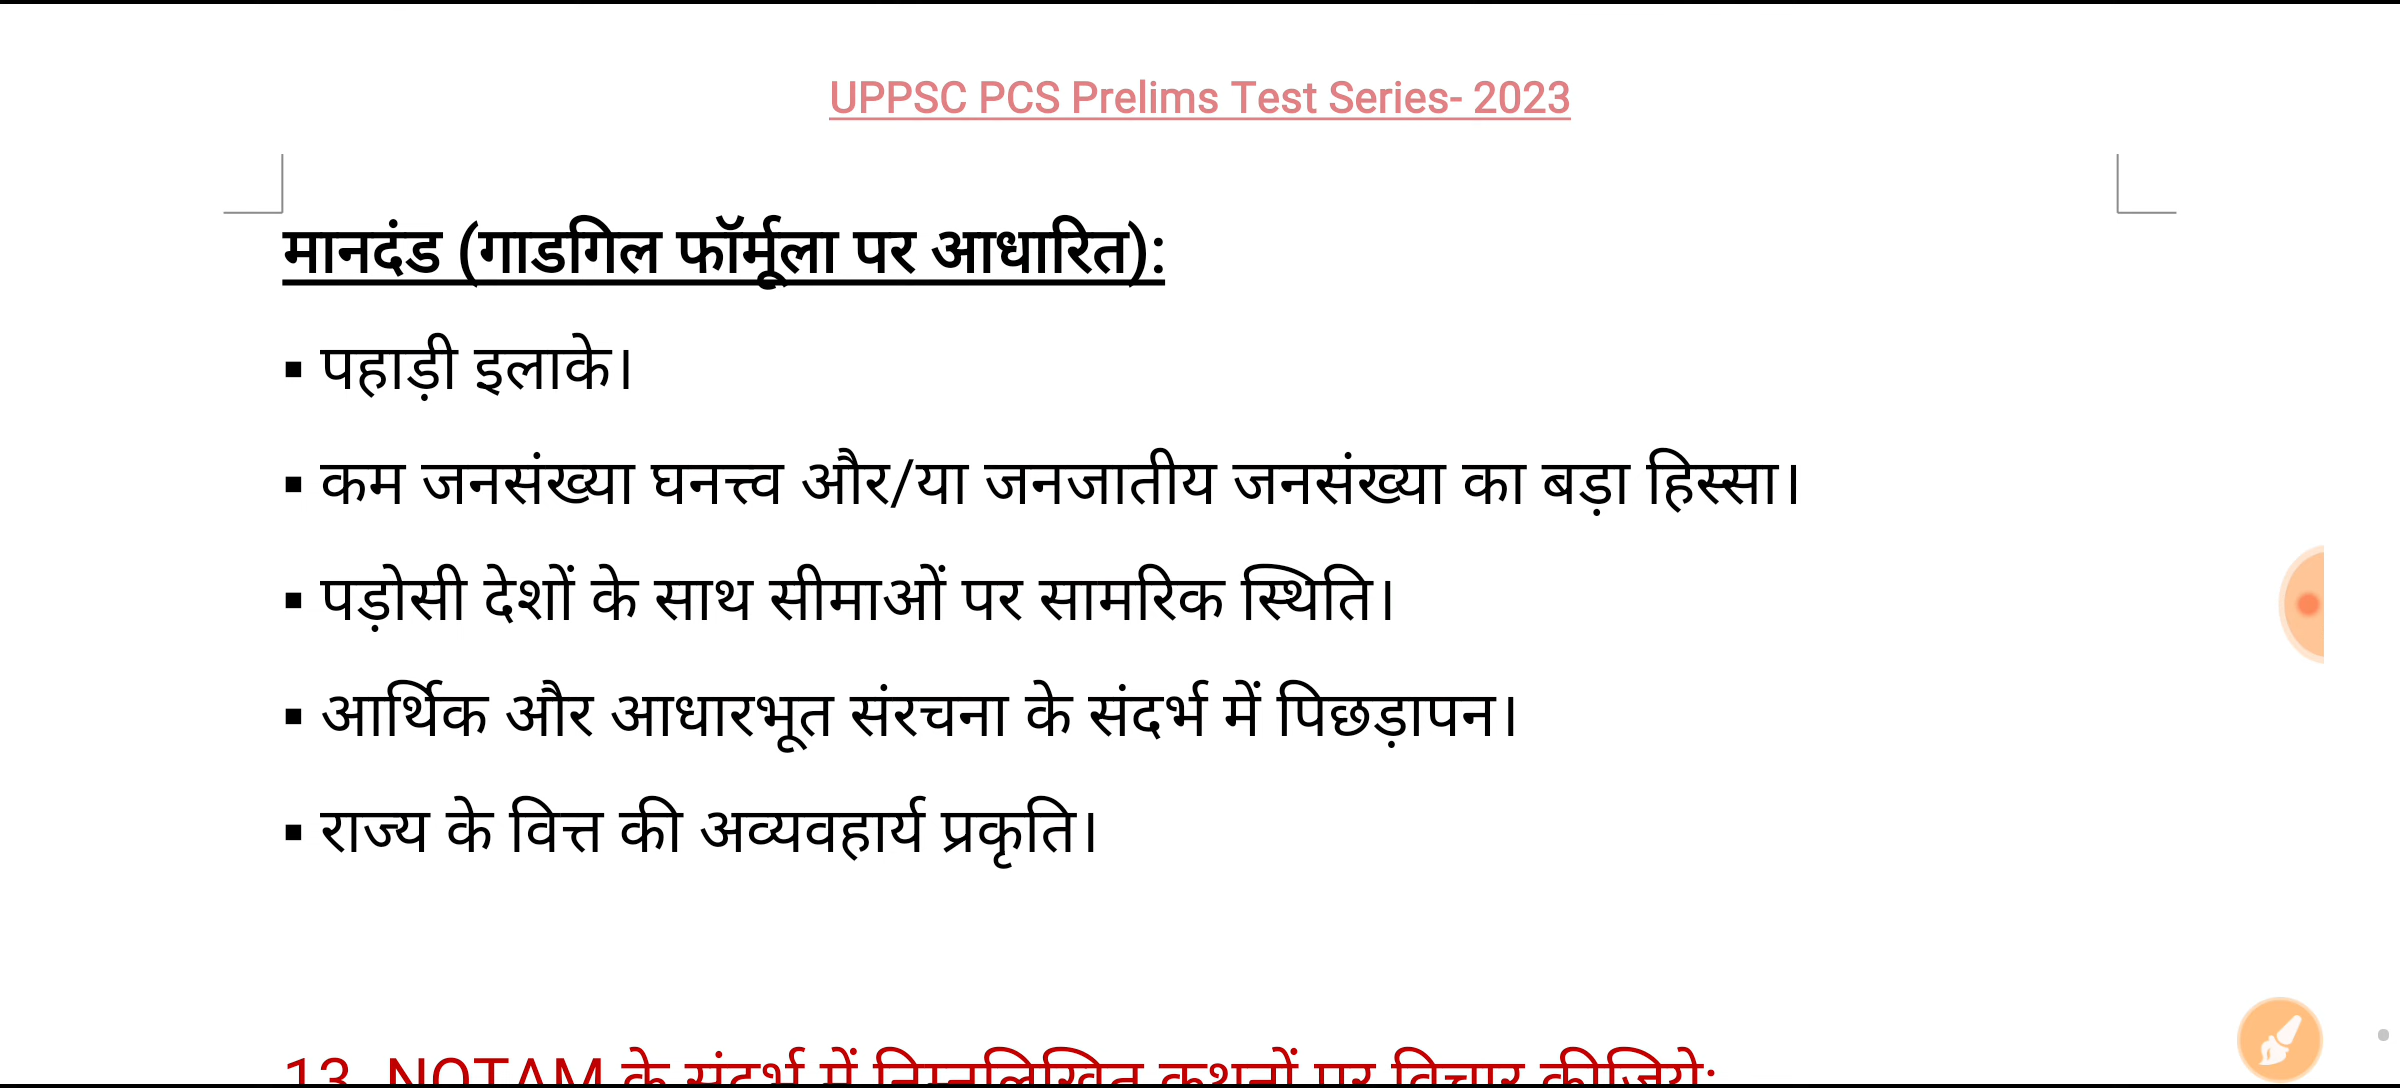 UPPSC PCS Prelims Test Series- 2023
मानदंड (गाडगिल फॉर्मूला पर आधारित):
▪ पहाड़ी इलाके।
▪ कम जनसंख्या घनत्त्व और/या जनजातीय जनसंख्या का बड़ा हिस्सा।
▪ पड़ोसी देशों के साथ सीमाओं पर सामरिक स्थिति।
▪ आर्थिक और आधारभूत संरचना के संदर्भ में पिछड़ापन।
▪ राज्य के वित्त की अव्यवहार्य प्रकृति।
13. NOTAM के संदर्भ में निम्नलिखित कथनों पर विचार कीजिये: